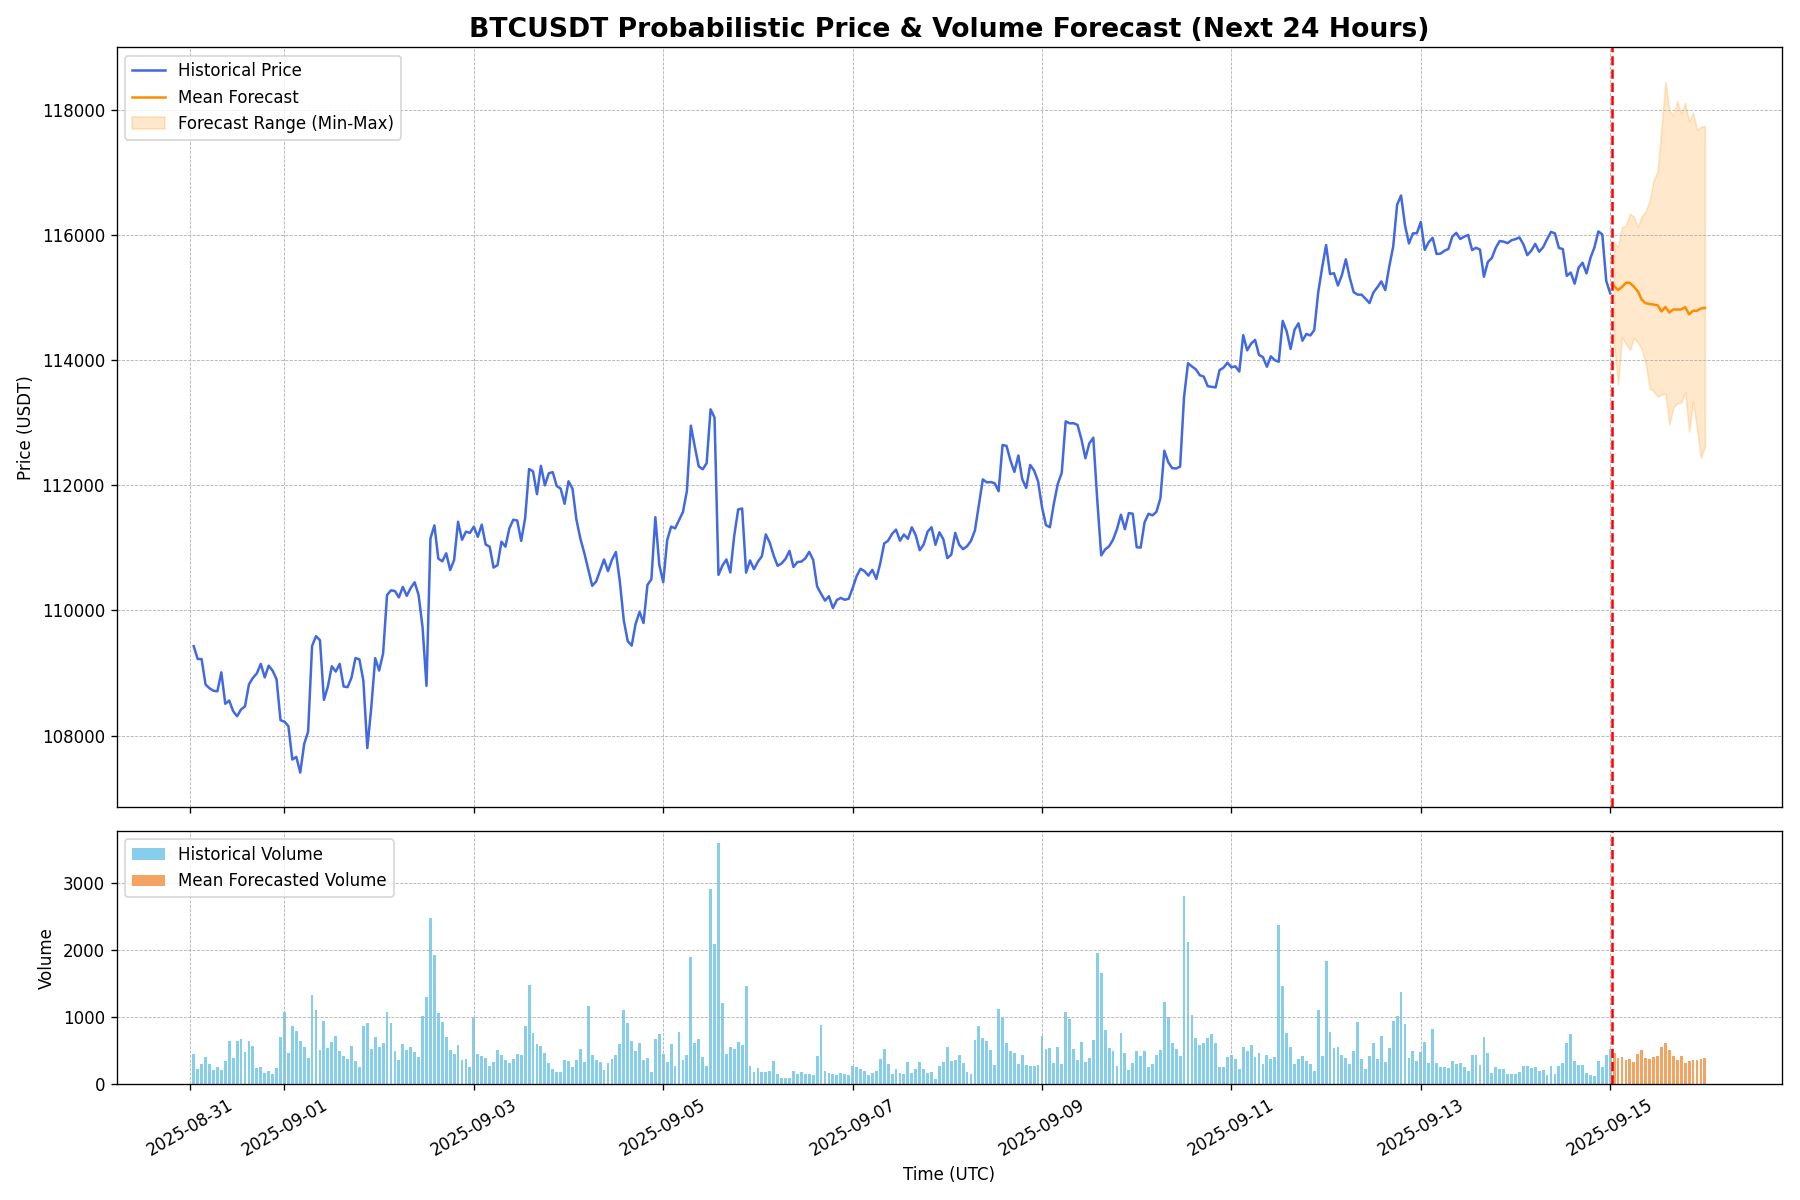 BTCUSDT Probabilistic Price & Volume Forecast (Next 24 Hours)
Historical Price
Mean Forecast
Forecast Range (Min-Max)
118000
116000
114000
112000
110000
108000
Price (USDT)
Historical Volume
Mean Forecasted Volume
3000
2000
1000
0
Volume
2025-08-31
2025-09-01
2025-09-03
2025-09-05
2025-09-07
2025-09-09
2025-09-11
2025-09-13
2025-09-15
Time (UTC)